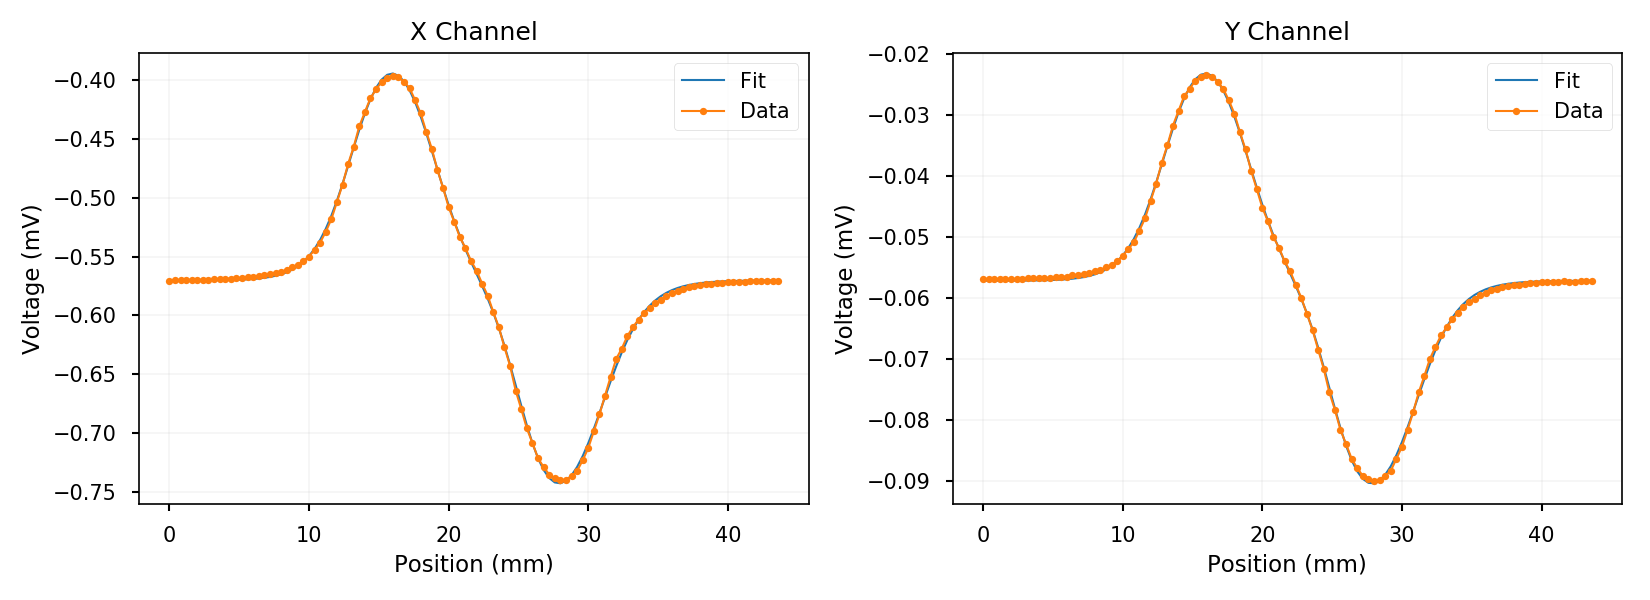 X Channel
Voltage (mV)
−0.40
−0.45
−0.50
−0.55
−0.60
−0.65
−0.70
−0.75
0 10 20 30 40
Position (mm)
Fit
Data
Y Channel
Voltage (mV)
−0.02
−0.03
−0.04
−0.05
−0.06
−0.07
−0.08
−0.09
0 10 20 30 40
Position (mm)
Fit
Data